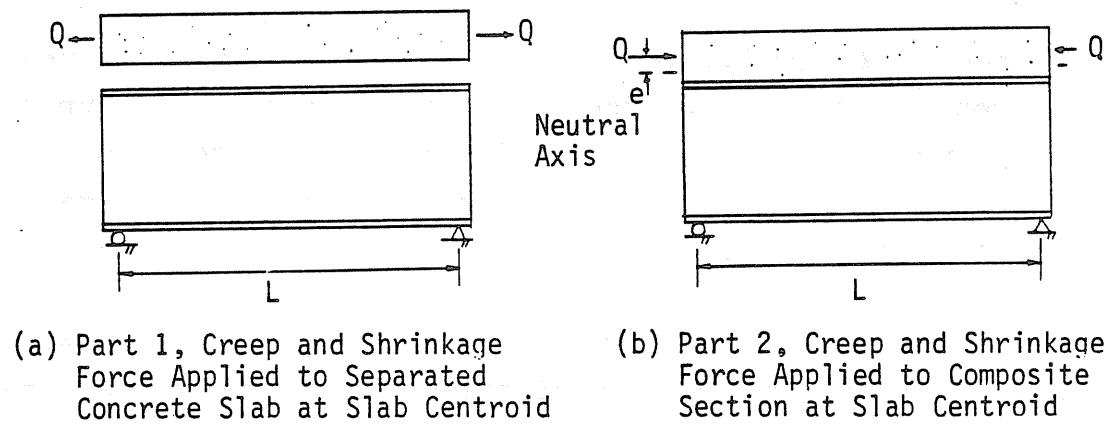 Q
Q
Q
Q
e
Neutral
Axis
L
L
(a) Part 1, Creep and Shrinkage
Force Applied to Separated
Concrete Slab at Slab Centroid
(b) Part 2, Creep and Shrinkage
Force Applied to Composite
Section at Slab Centroid